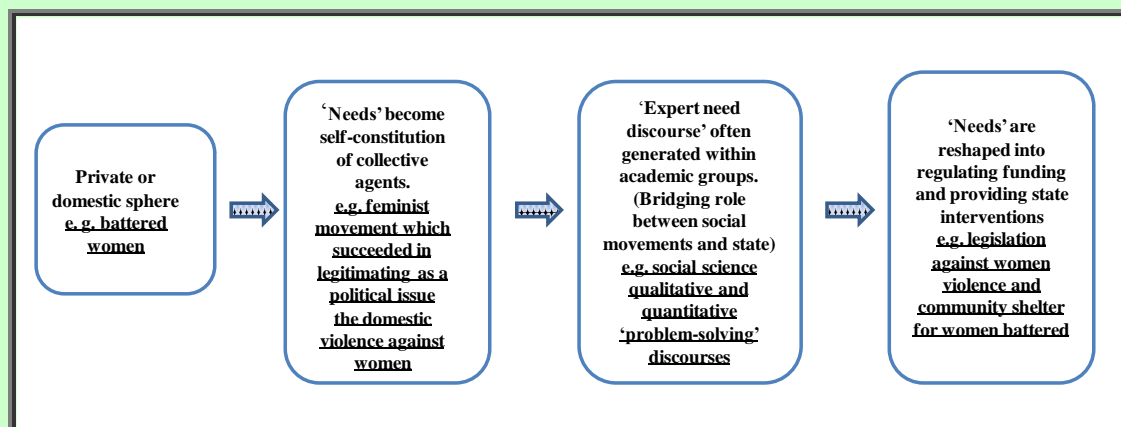 Private or
domestic sphere
e. g. battered
women
‘Needs’ become
self-constitution
of collective
agents.
e.g. feminist
movement which
succeeded in
legitimating as a
political issue
the domestic
violence against
women
‘Expert need
discourse’ often
generated within
academic groups.
(Bridging role
between social
movements and state)
e.g. social science
qualitative and
quantitative
‘problem-solving’
discourses
‘Needs’ are
reshaped into
regulating funding
and providing state
interventions
e.g. legislation
against women
violence and
community shelter
for women battered